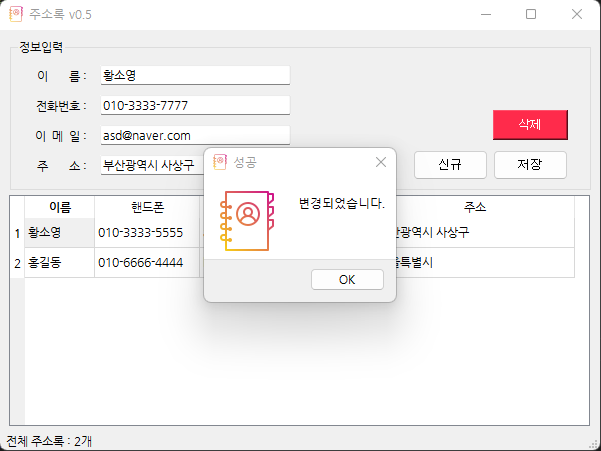 주소록 v0.5
정보입력
이 름 : 황소영
전화번호 : 010-3333-7777
이 메 일 : asd@naver.com
삭제
주 소 : 부산광역시 사상구
신규 저장
성공
변경되었습니다.
OK
이름 핸드폰 주소
1 황소영 010-3333-5555 광역시 사상구
2 홍길동 010-6666-4444 특별시
전체 주소록 : 2개